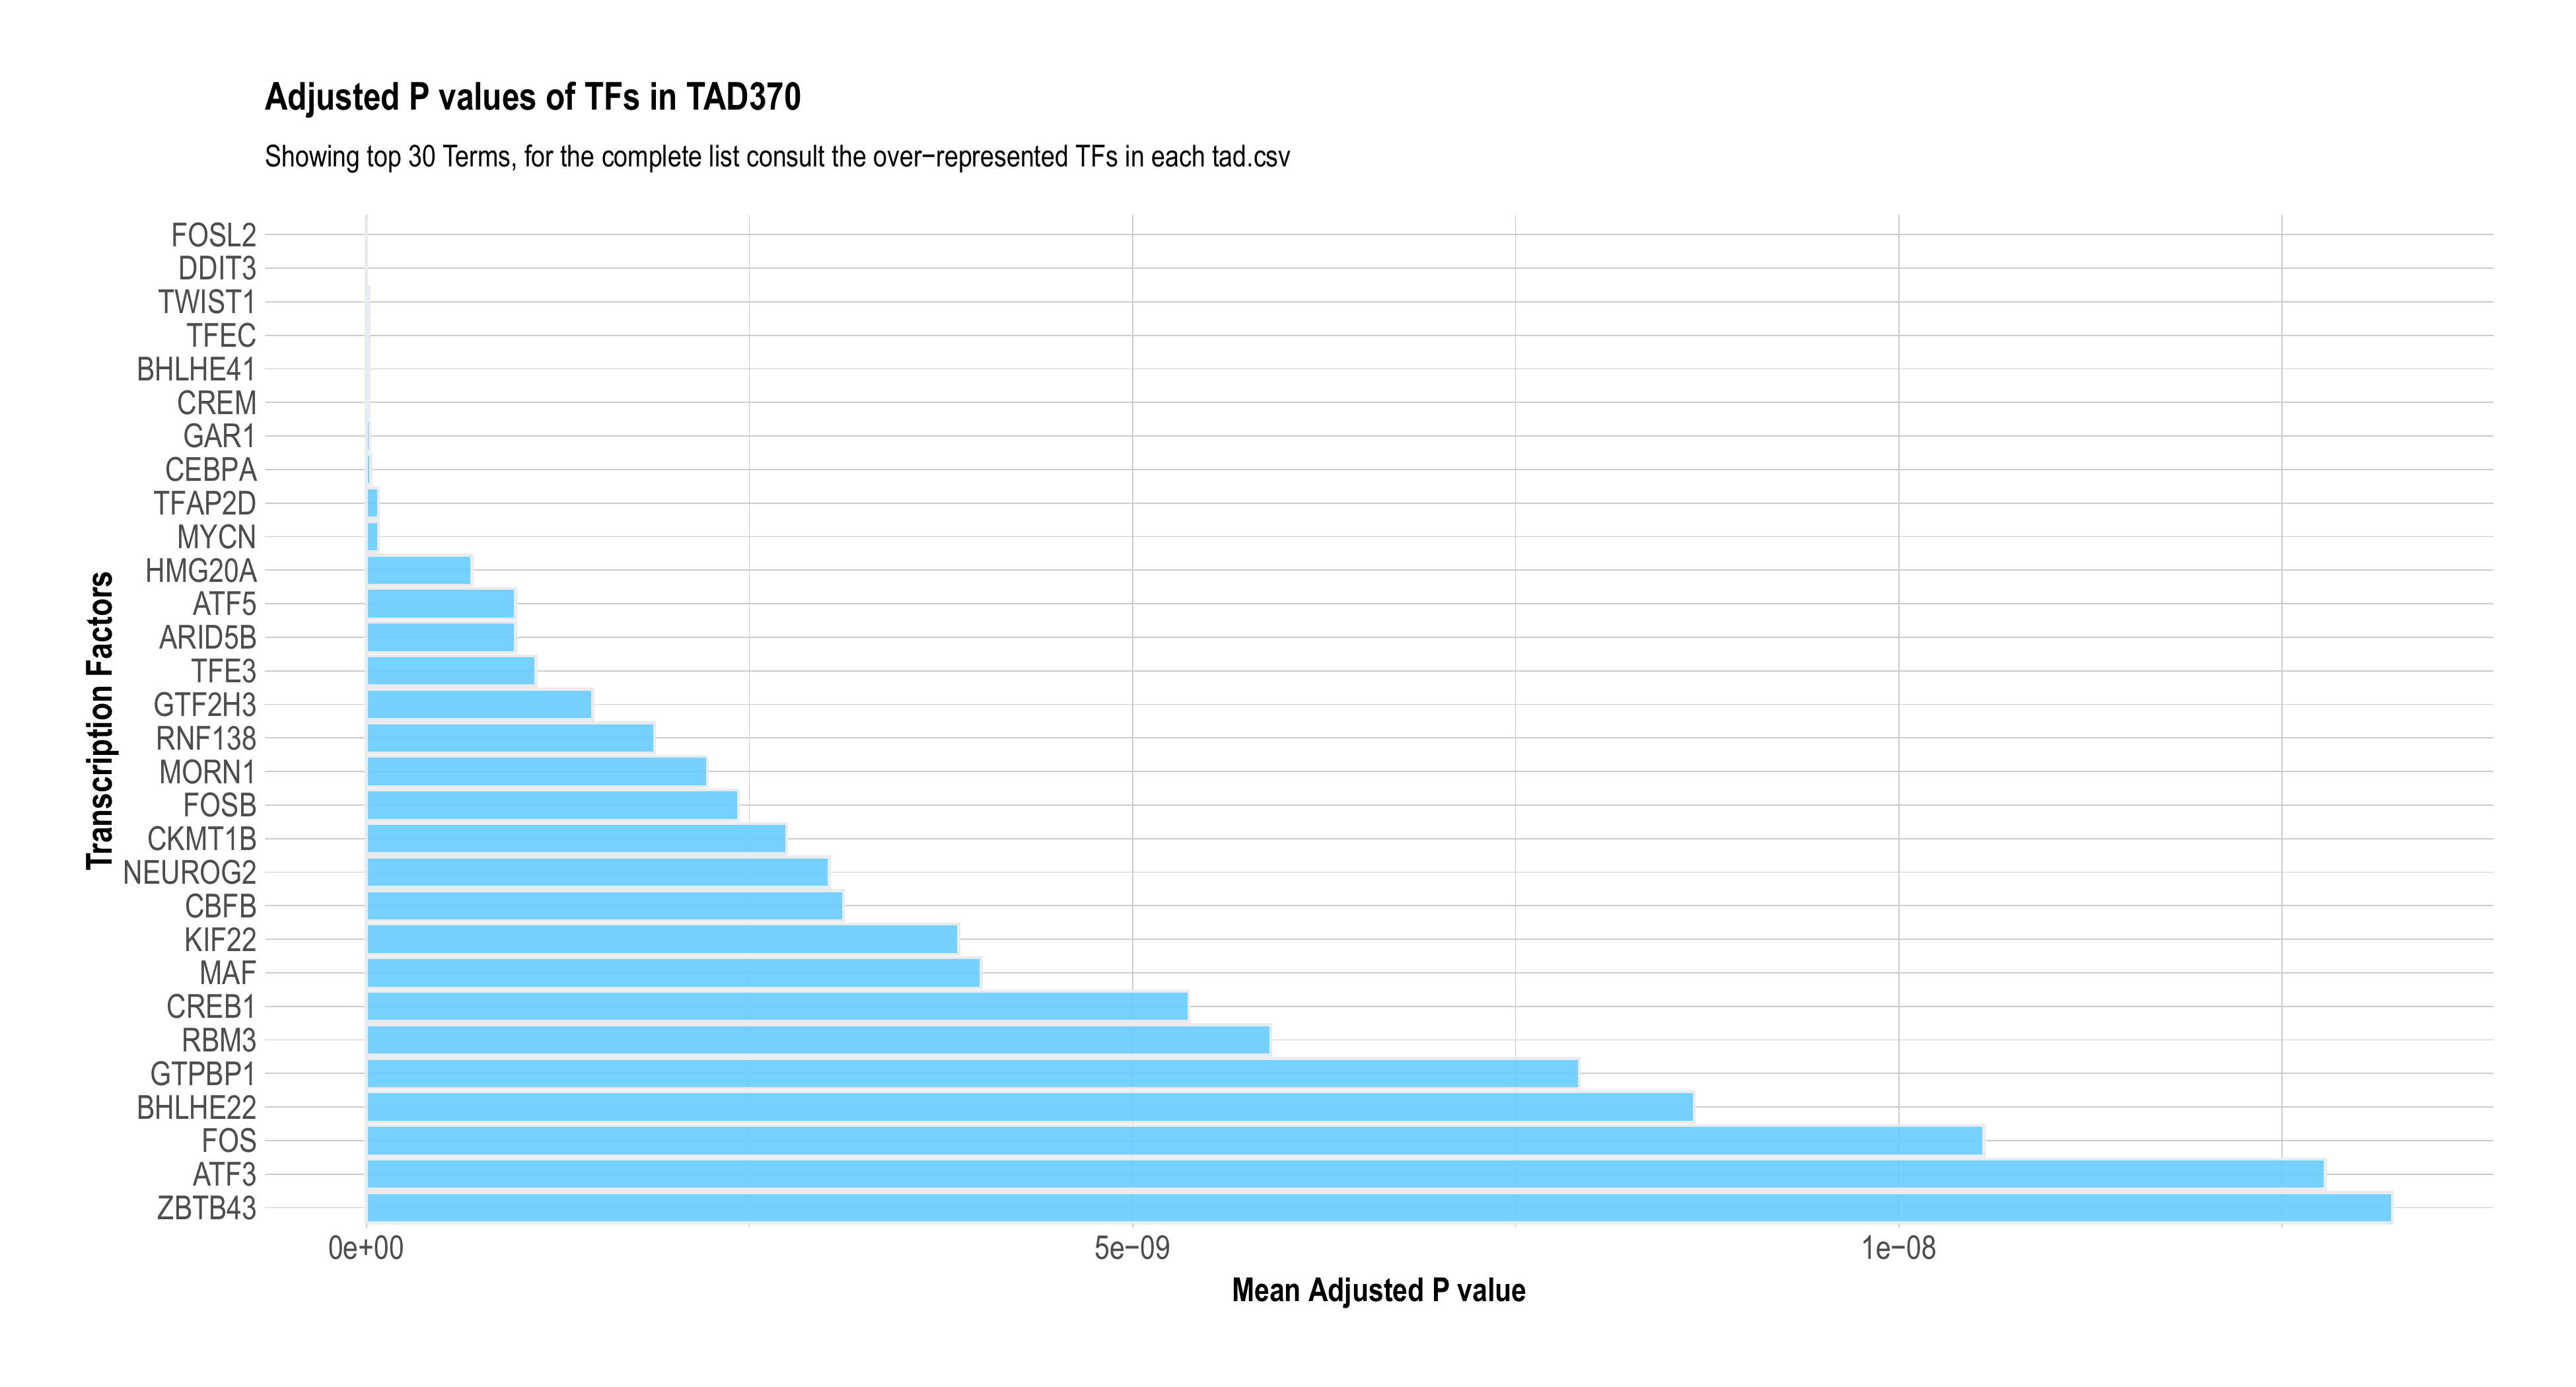 Adjusted P values of TFs in TAD370
Showing top 30 Terms, for the complete list consult the over−represented TFs in each tad.csv
Transcription Factors
FOSL2
DDIT3
TWIST1
TFEC
BHLHE41
CREM
GAR1
CEBPA
TFAP2D
MYCN
HMG20A
ATF5
ARID5B
TFE3
GTF2H3
RNF138
MORN1
FOSB
CKMT1B
NEUROG2
CBFB
KIF22
MAF
CREB1
RBM3
GTPBP1
BHLHE22
FOS
ATF3
ZBTB43
0e+00 5e−09 1e−08
Mean Adjusted P value